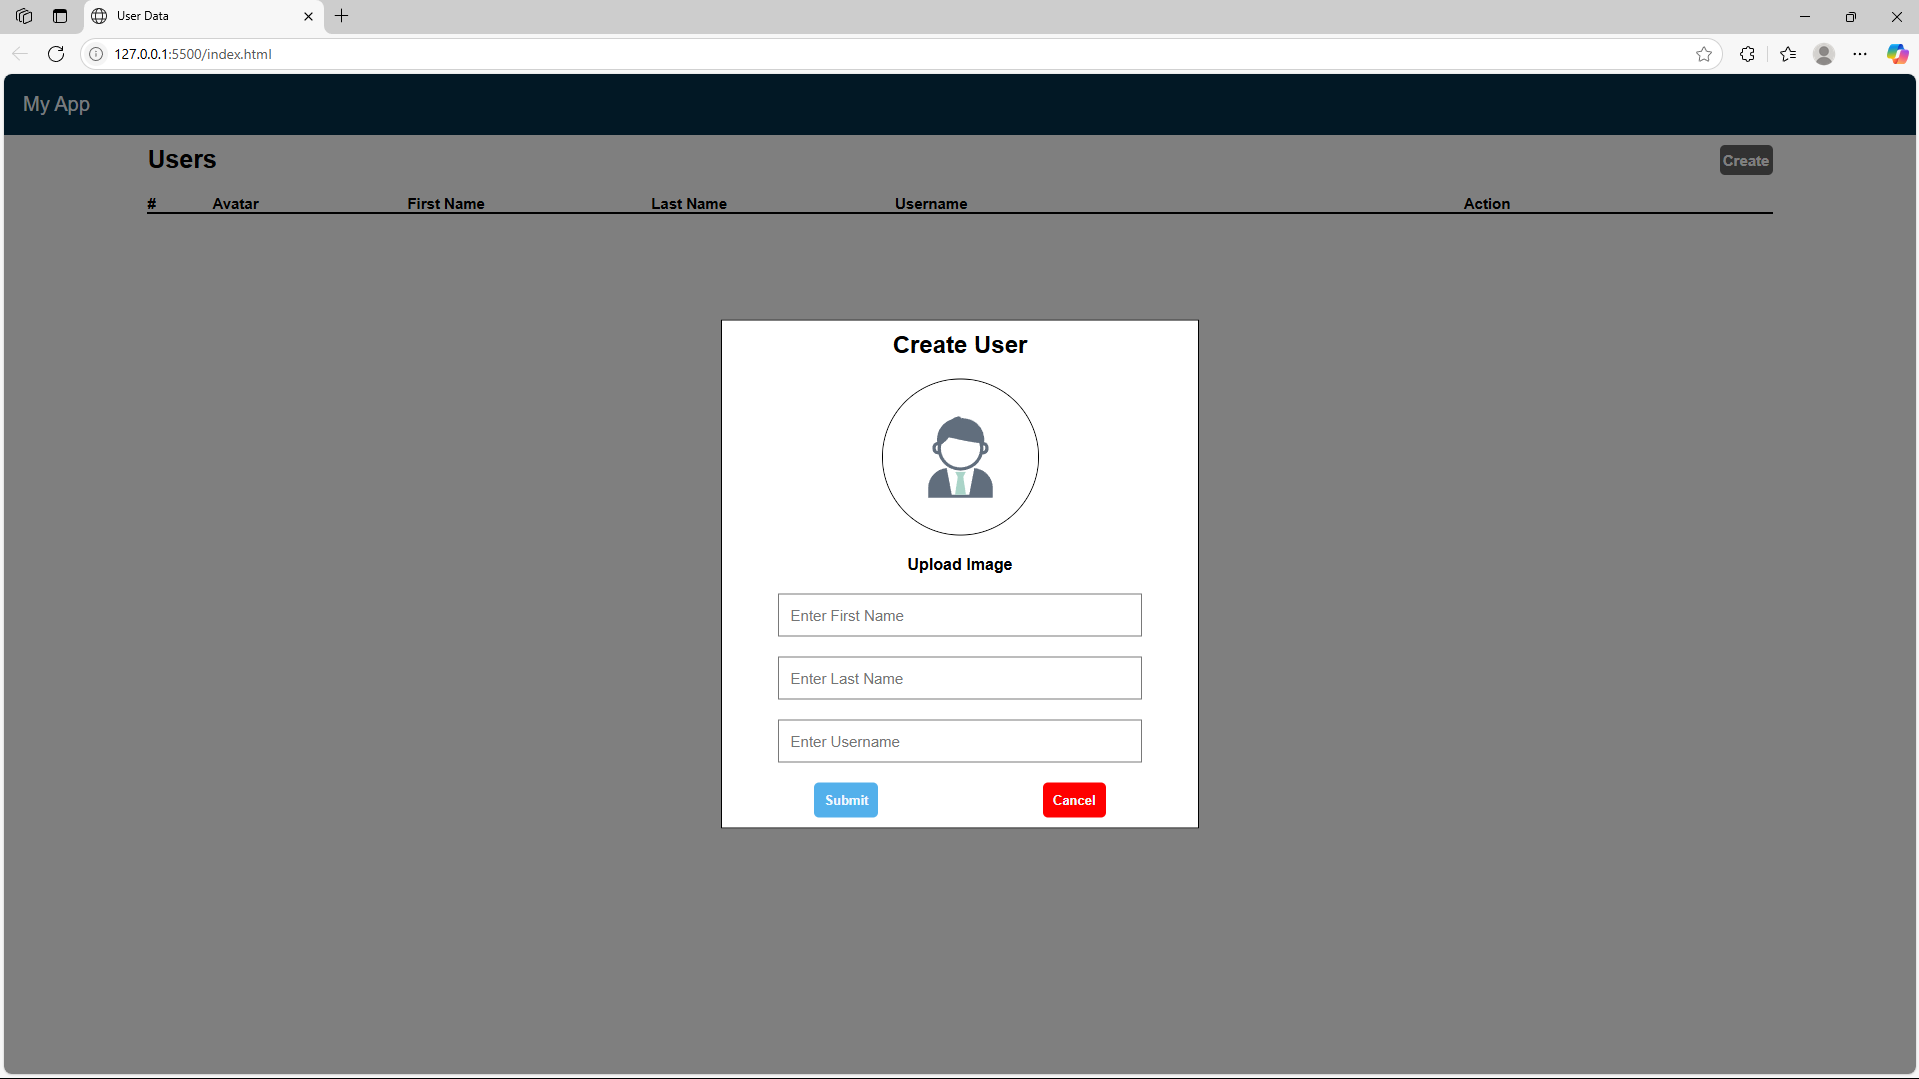 User Data
127.0.0.1:5500/index.html
My App
Users
Create
# Avatar First Name Last Name Username Action
Create User
Upload Image
Enter First Name
Enter Last Name
Enter Username
Submit Cancel